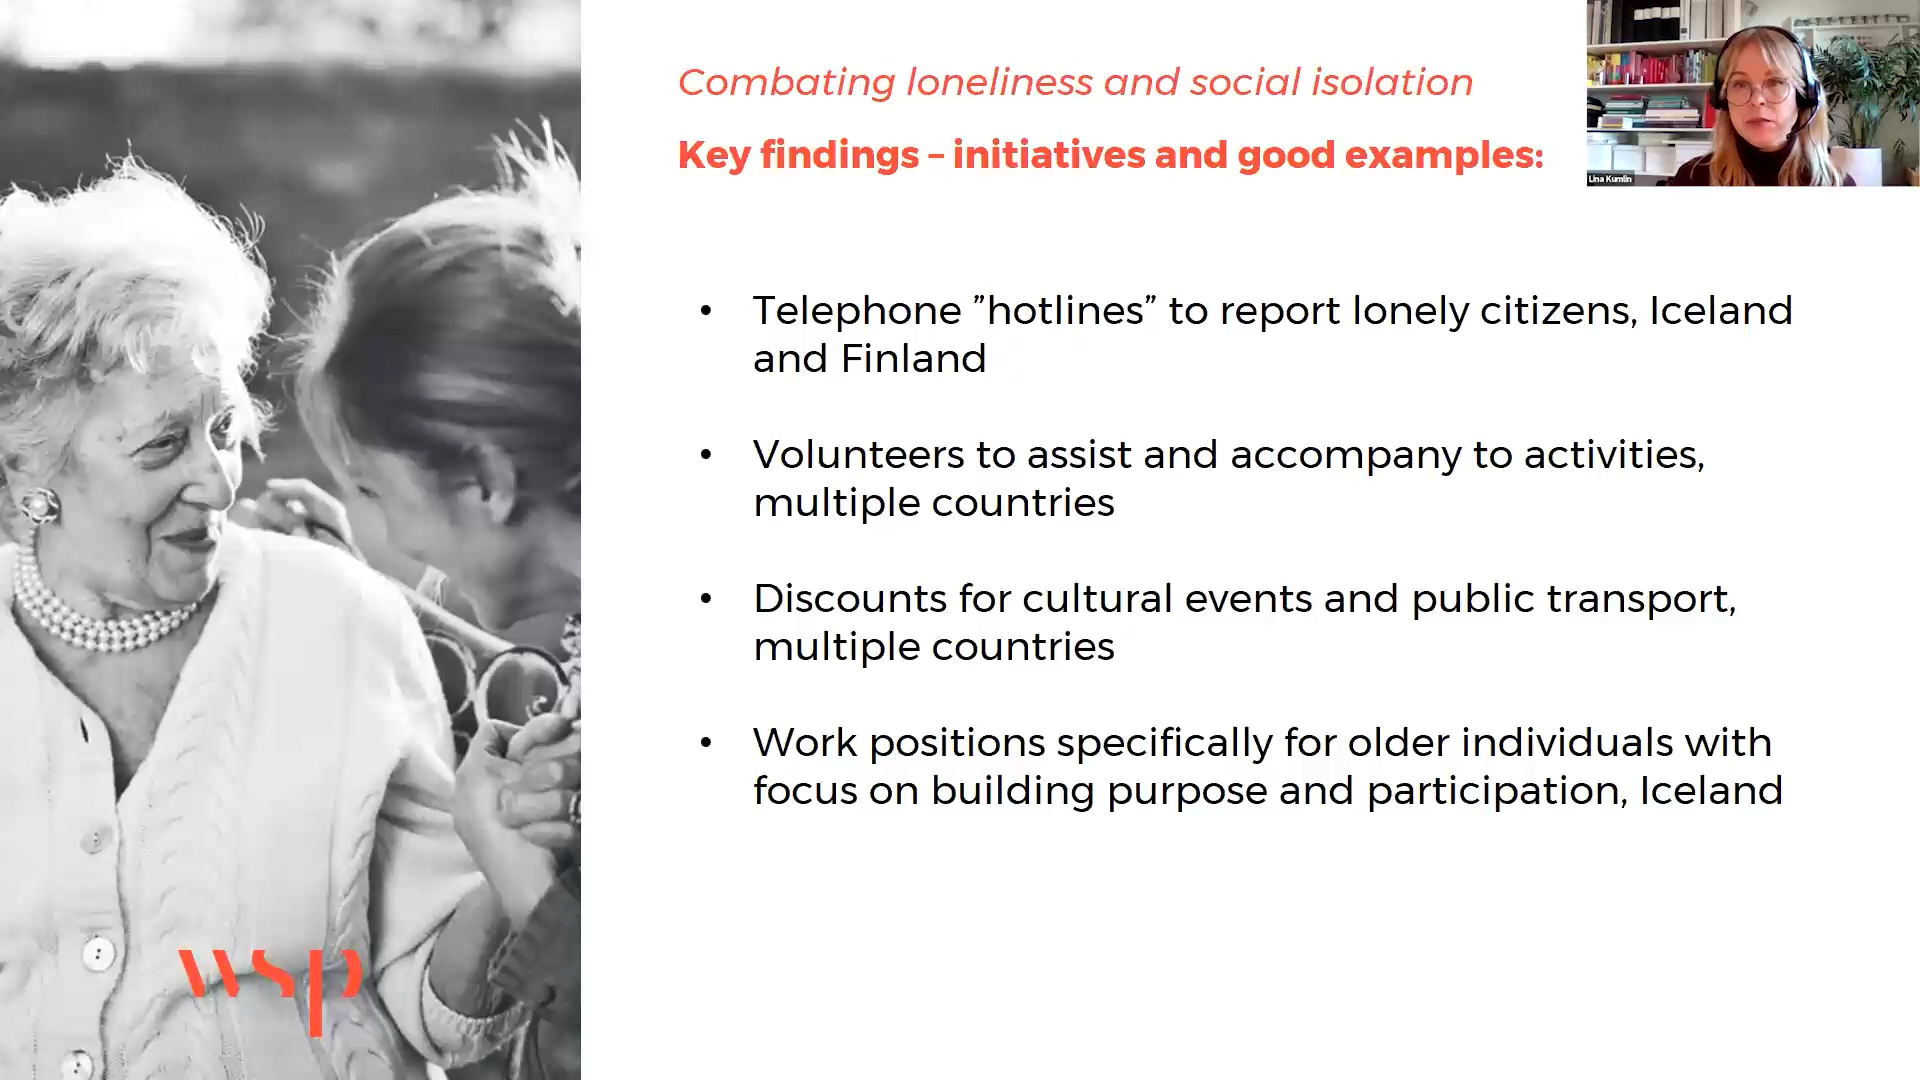 Combating loneliness and social isolation
Key findings – initiatives and good examples:
Lina Kumlin
• Telephone ”hotlines” to report lonely citizens, Iceland
and Finland
• Volunteers to assist and accompany to activities,
multiple countries
• Discounts for cultural events and public transport,
multiple countries
• Work positions specifically for older individuals with
focus on building purpose and participation, Iceland
wsp